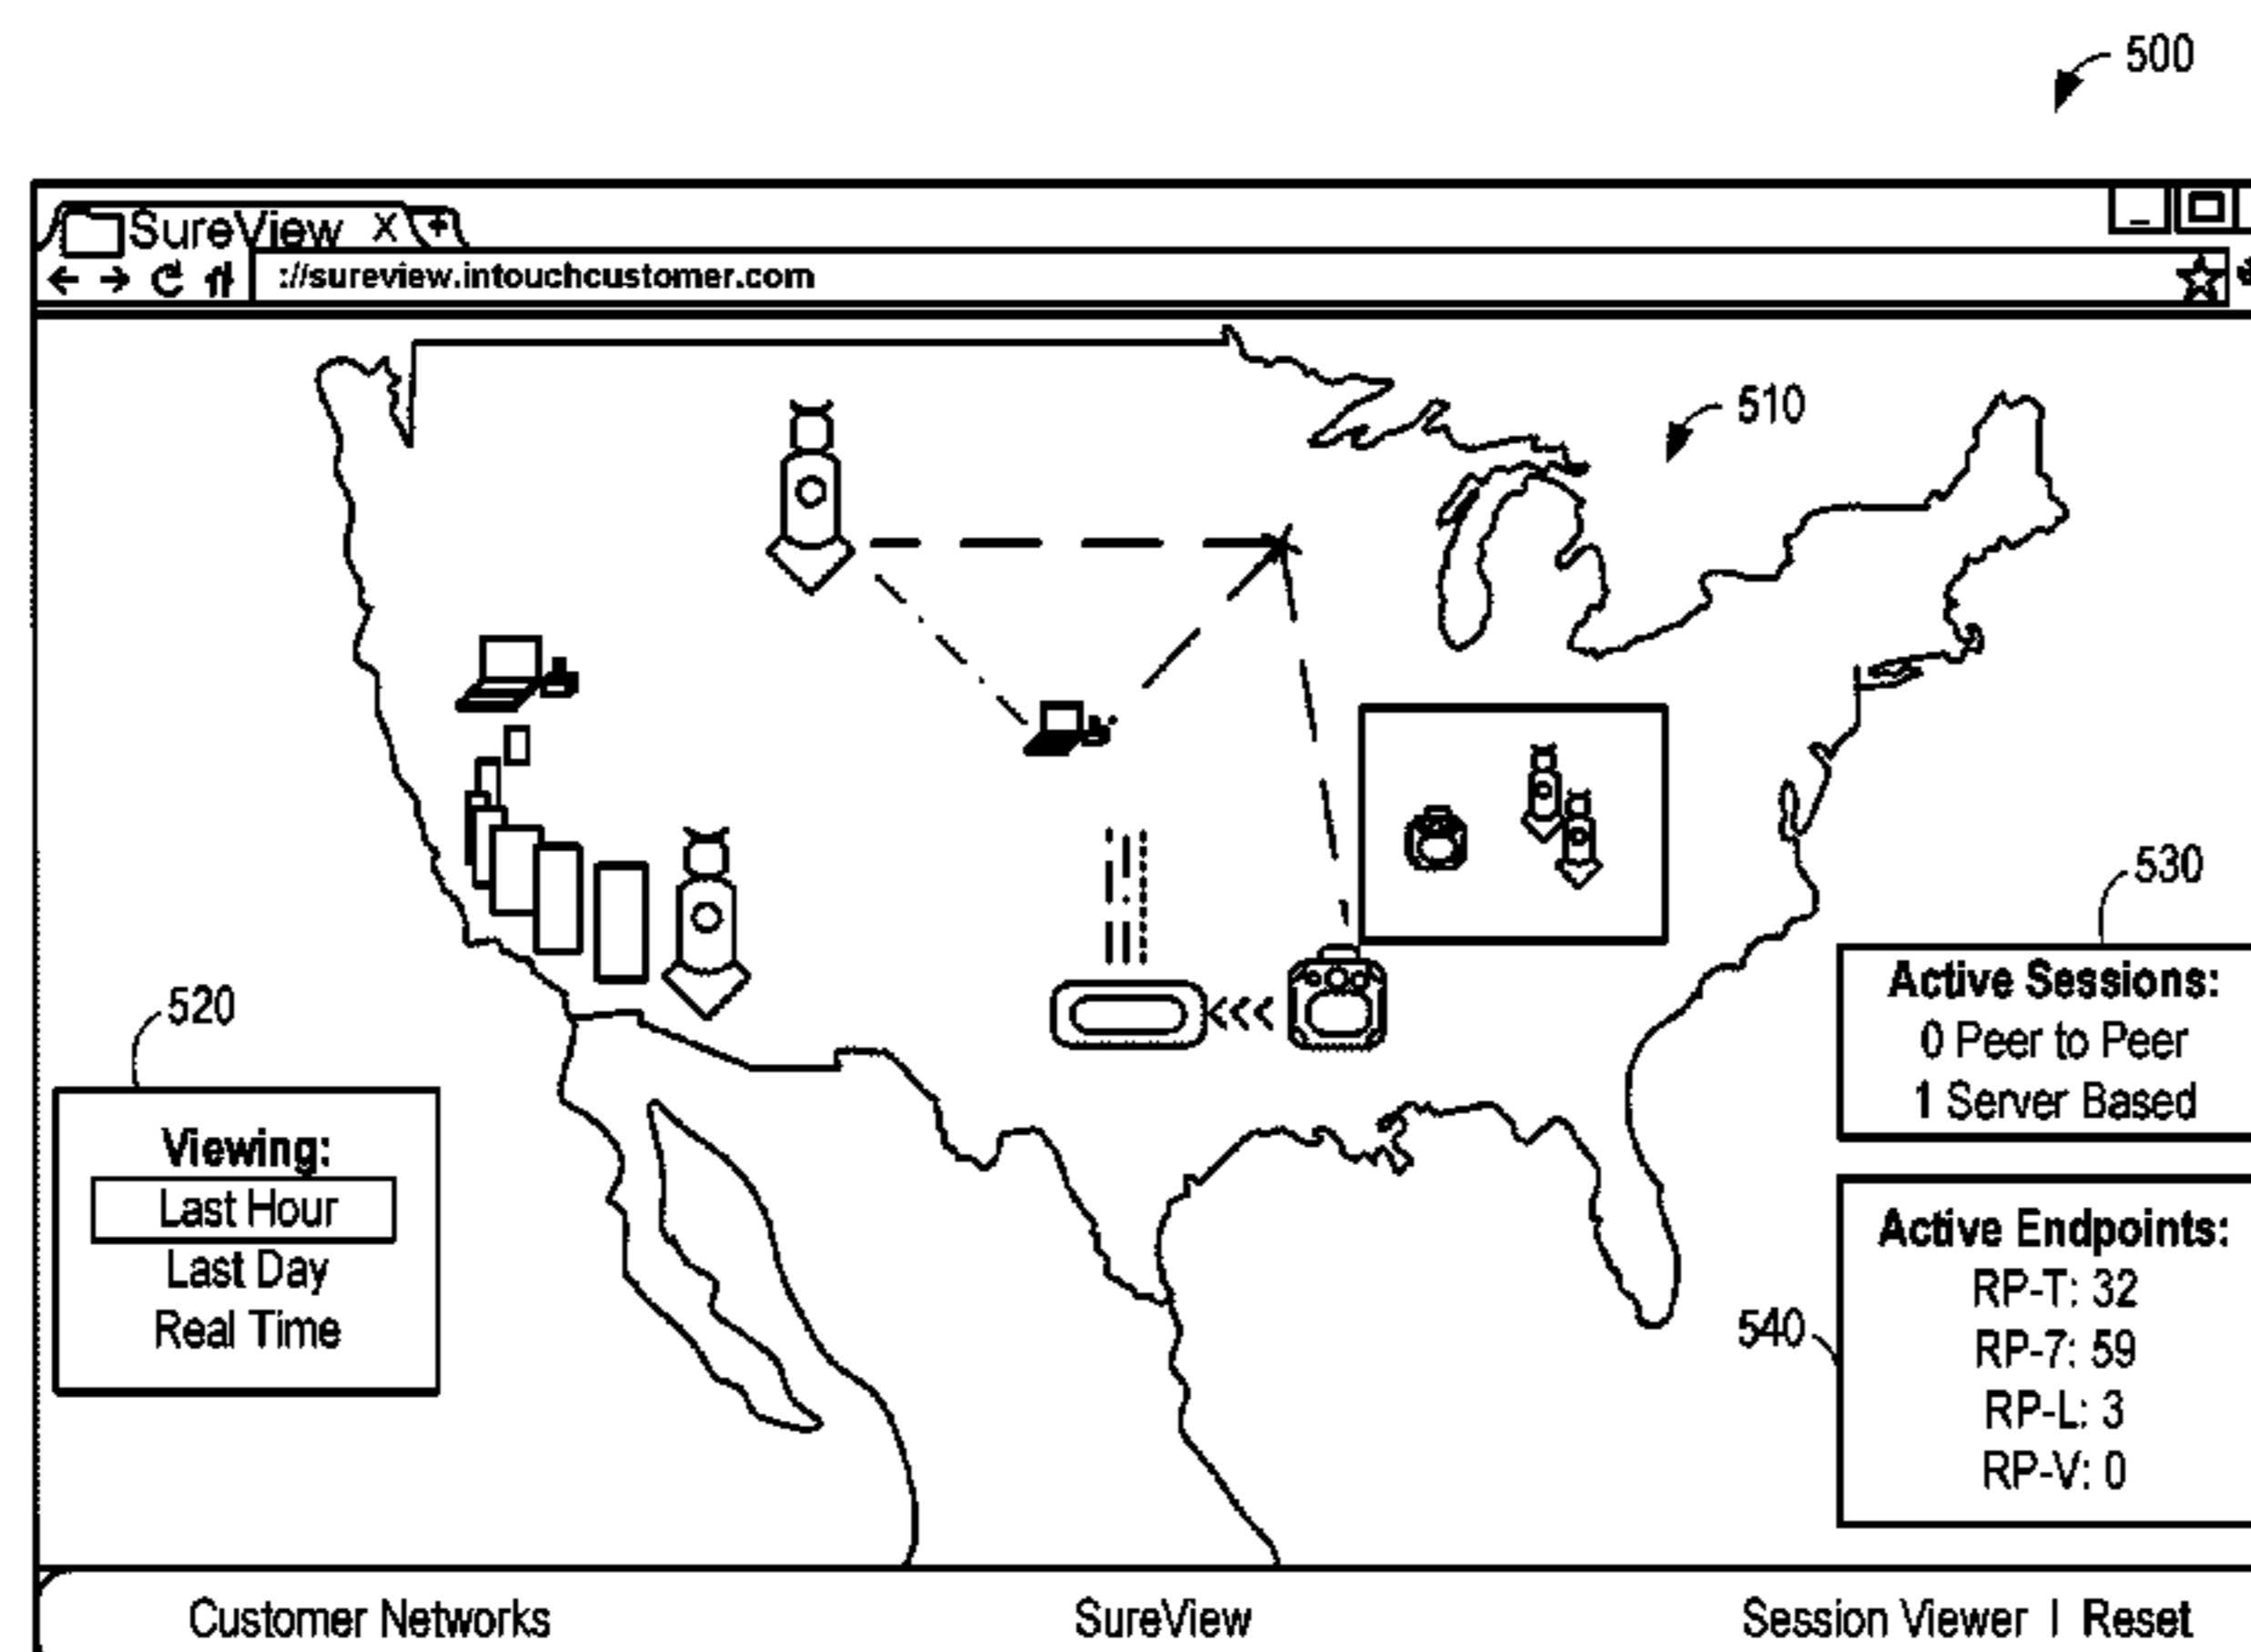 500
SureView X +
://sureview.intouchcustomer.com
510
530
Active Sessions:
0 Peer to Peer
1 Server Based
520
Viewing:
Last Hour
Last Day
Real Time
Active Endpoints:
RP-T: 32
RP-7: 59
RP-L: 3
RP-V: 0
540
Customer Networks
SureView
Session Viewer | Reset